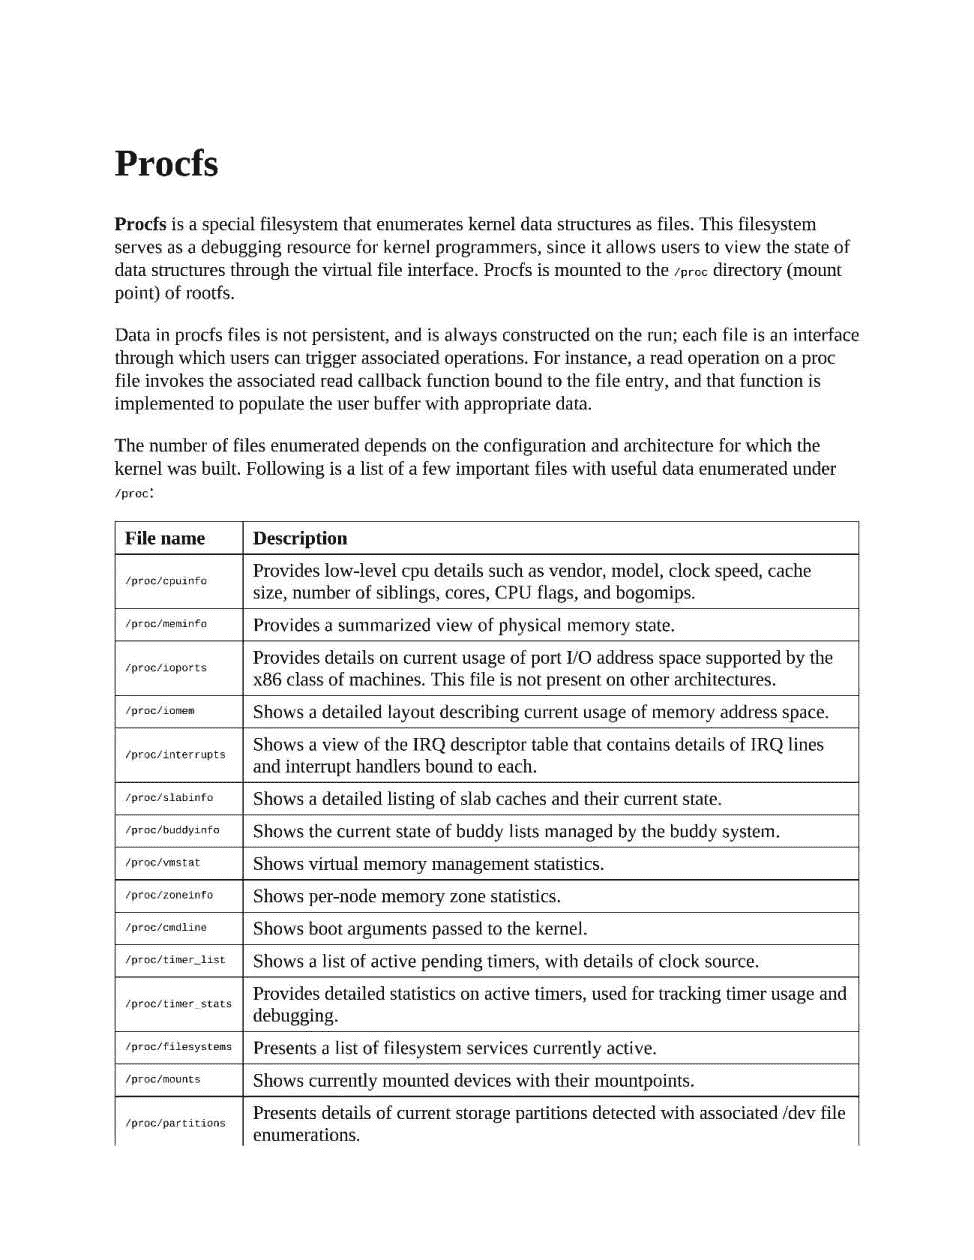 Procfs
Procfs is a special filesystem that enumerates kernel data structures as files. This filesystem
serves as a debugging resource for kernel programmers, since it allows users to view the state of
data structures through the virtual file interface. Procfs is mounted to the /proc directory (mount
point) of rootfs.
Data in procfs files is not persistent, and is always constructed on the run; each file is an interface
through which users can trigger associated operations. For instance, a read operation on a proc
file invokes the associated read callback function bound to the file entry, and that function is
implemented to populate the user buffer with appropriate data.
The number of files enumerated depends on the configuration and architecture for which the
kernel was built. Following is a list of a few important files with useful data enumerated under
/proc:
File name Description
/proc/cpuinfo Provides low-level cpu details such as vendor, model, clock speed, cache
size, number of siblings, cores, CPU flags, and bogomips.
/proc/meminfo Provides a summarized view of physical memory state.
/proc/ioports Provides details on current usage of port I/O address space supported by the
x86 class of machines. This file is not present on other architectures.
/proc/iomem Shows a detailed layout describing current usage of memory address space.
/proc/interrupts Shows a view of the IRQ descriptor table that contains details of IRQ lines
and interrupt handlers bound to each.
/proc/slabinfo Shows a detailed listing of slab caches and their current state.
/proc/buddyinfo Shows the current state of buddy lists managed by the buddy system.
/proc/vmstat Shows virtual memory management statistics.
/proc/zoneinfo Shows per-node memory zone statistics.
/proc/cmdline Shows boot arguments passed to the kernel.
/proc/timer_list Shows a list of active pending timers, with details of clock source.
/proc/timer_stats Provides detailed statistics on active timers, used for tracking timer usage and
debugging.
/proc/filesystems Presents a list of filesystem services currently active.
/proc/mounts Shows currently mounted devices with their mountpoints.
/proc/partitions Presents details of current storage partitions detected with associated /dev file
enumerations.